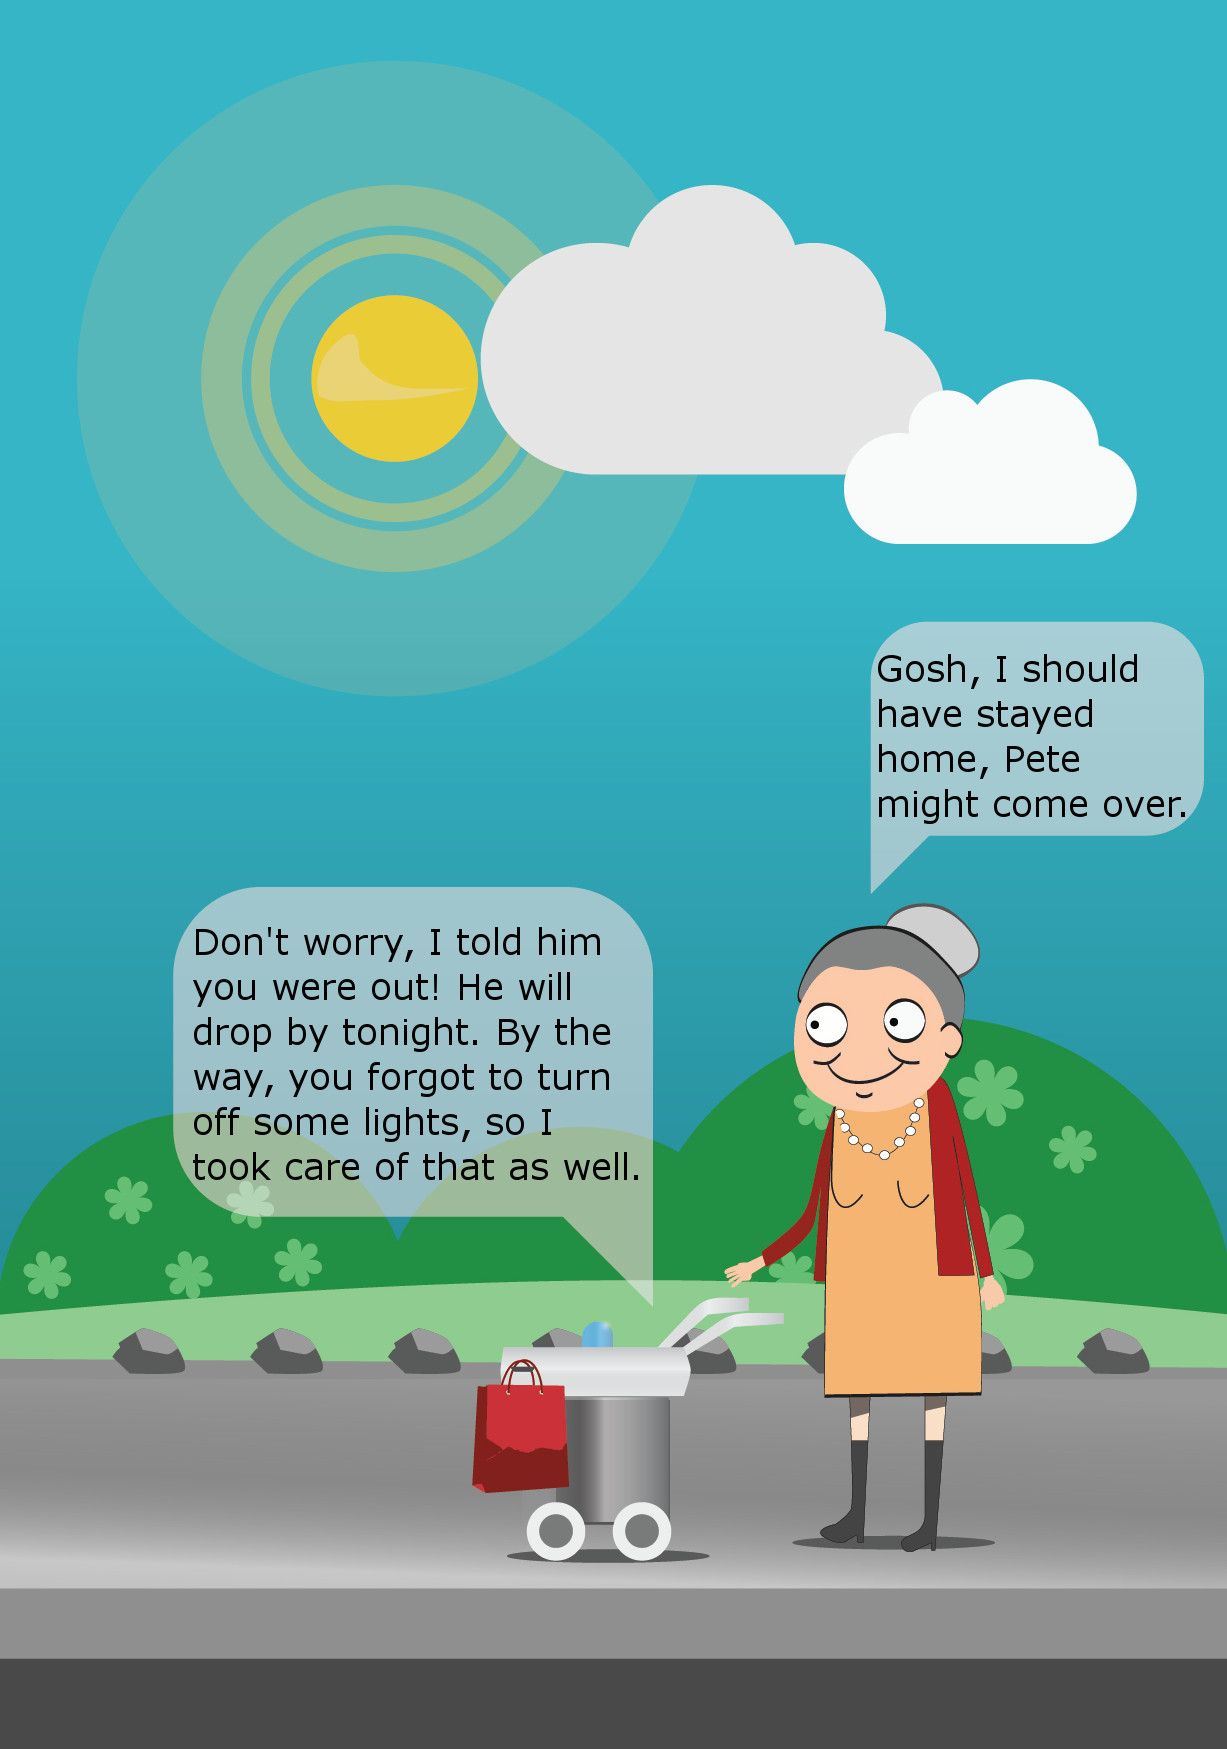 Gosh, I should
have stayed
home, Pete
might come over.
Don't worry, I told him
you were out! He will
drop by tonight. By the
way, you forgot to turn
off some lights, so I
took care of that as well.